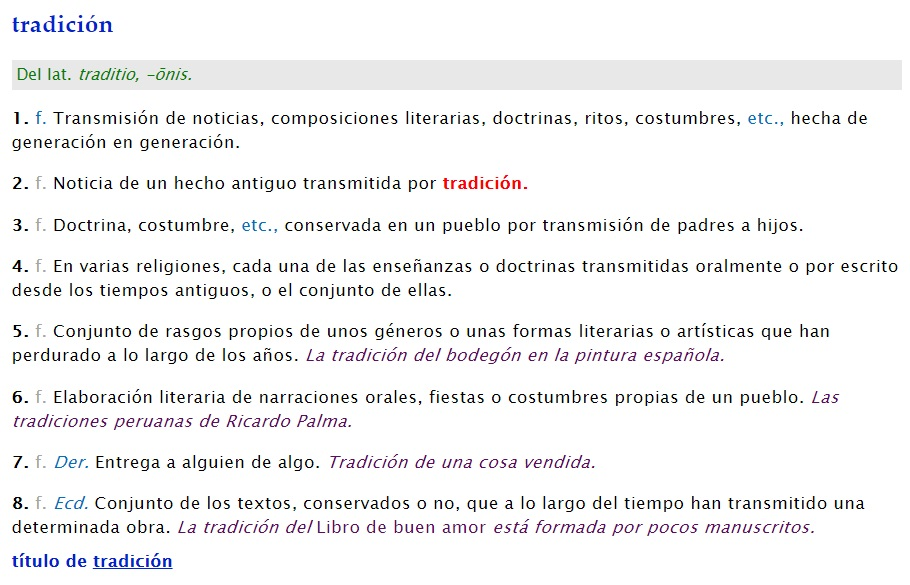 tradición
Del lat. traditio, -ōnis.
1. f. Transmisión de noticias, composiciones literarias, doctrinas, ritos, costumbres, etc., hecha de
generación en generación.
2. f. Noticia de un hecho antiguo transmitida por tradición.
3. f. Doctrina, costumbre, etc., conservada en un pueblo por transmisión de padres a hijos.
4. f. En varias religiones, cada una de las enseñanzas o doctrinas transmitidas oralmente o por escrito
desde los tiempos antiguos, o el conjunto de ellas.
5. f. Conjunto de rasgos propios de unos géneros o unas formas literarias o artísticas que han
perdurado a lo largo de los años. La tradición del bodegón en la pintura española.
6. f. Elaboración literaria de narraciones orales, fiestas o costumbres propias de un pueblo. Las
tradiciones peruanas de Ricardo Palma.
7. f. Der. Entrega a alguien de algo. Tradición de una cosa vendida.
8. f. Ecd. Conjunto de los textos, conservados o no, que a lo largo del tiempo han transmitido una
determinada obra. La tradición del Libro de buen amor está formada por pocos manuscritos.
título de tradición